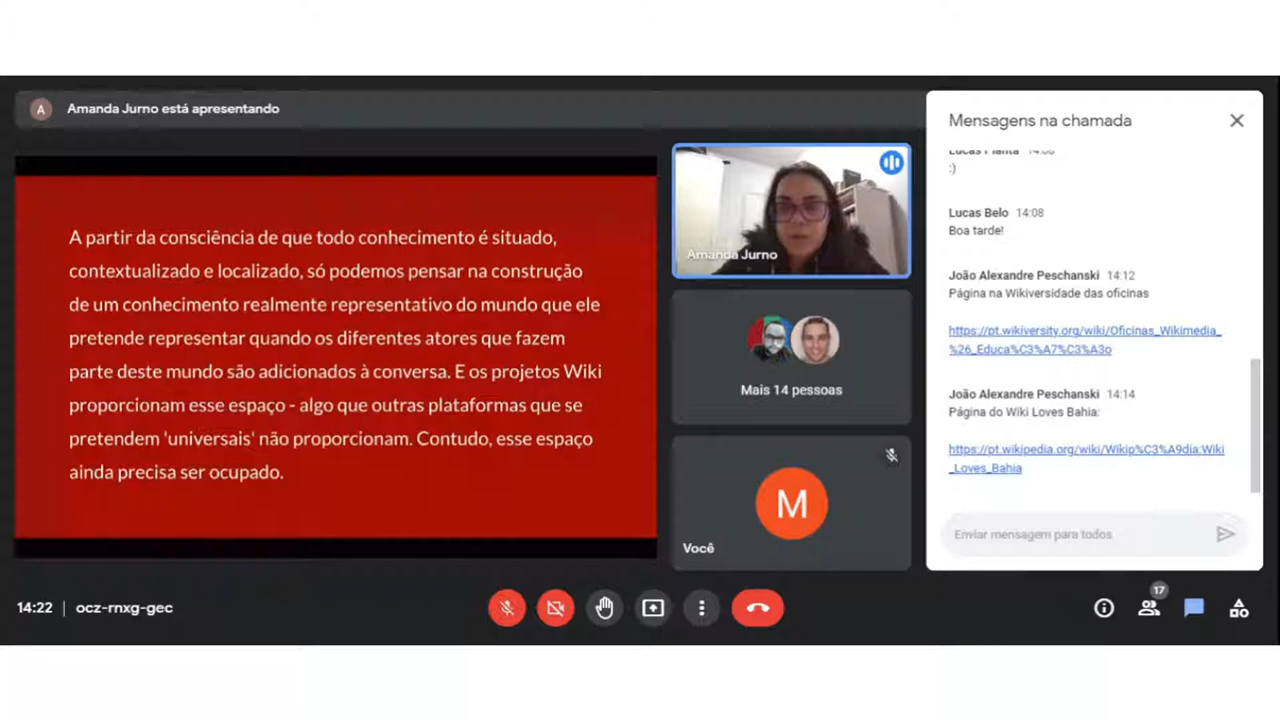 A
Amanda Jurno está apresentando
A partir da consciência de que todo conhecimento é situado,
contextualizado e localizado, só podemos pensar na construção
de um conhecimento realmente representativo do mundo que ele
pretende representar quando os diferentes atores que fazem
parte deste mundo são adicionados à conversa. E os projetos Wiki
proporcionam esse espaço - algo que outras plataformas que se
pretendem 'universais' não proporcionam. Contudo, esse espaço
ainda precisa ser ocupado.
Amanda Jurno
Mais 14 pessoas
M
Você
Mensagens na chamada
Lucas
:)
Lucas Belo 14:08
Boa tarde!
João Alexandre Peschanski 14:12
Página na Wikiversidade das oficinas
https://pt.wikiversity.org/wiki/Oficinas_Wikimedia_
%26_Educa%C3%A7%C3%A3o
João Alexandre Peschanski 14:14
Página do Wiki Loves Bahia:
https://pt.wikipedia.org/wiki/Wikip%C3%A9dia:Wiki
_Loves_Bahia
Enviar mensagem para todos
14:22 | ocz-rnxg-gec
17